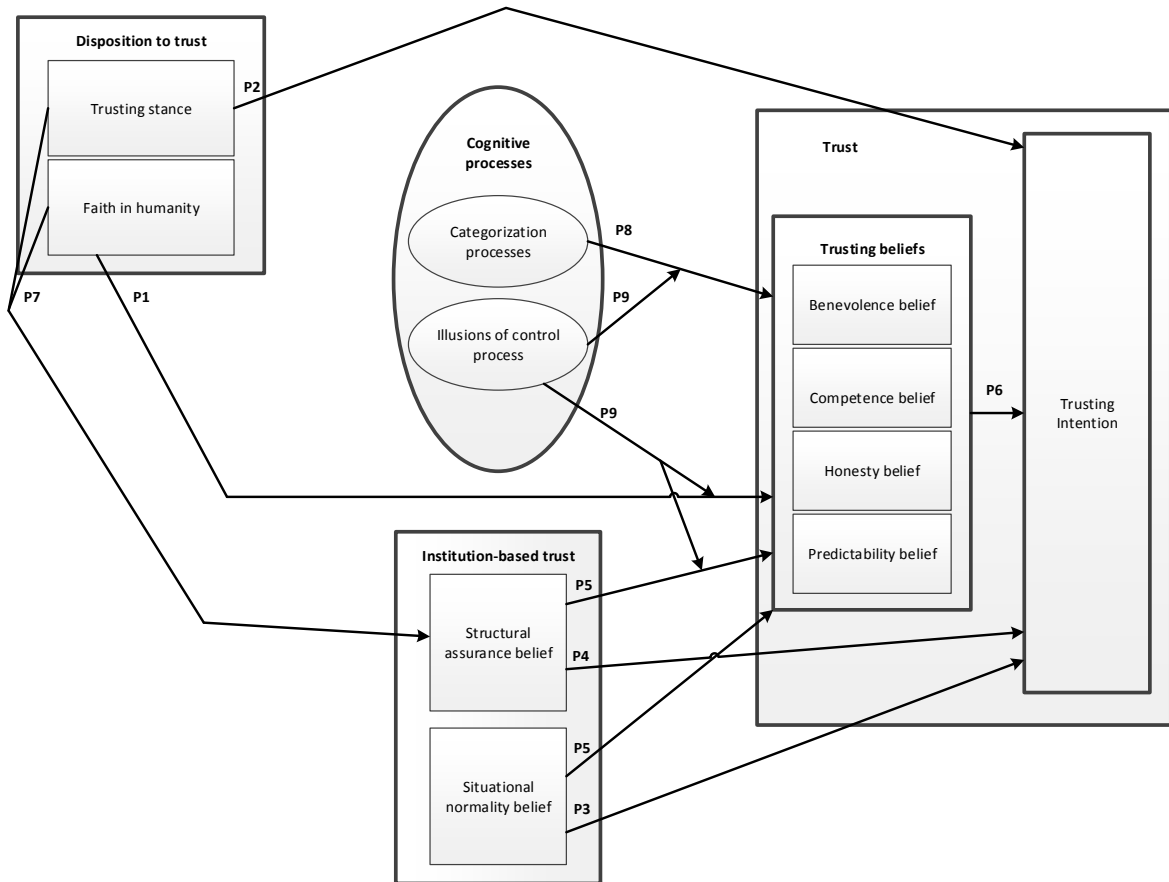 Disposition to trust
Trusting stance
Faith in humanity
P2
P7
P1
Cognitive
processes
Categorization
processes
Illusions of control
process
P8
P9
P9
Trust
Trusting beliefs
Benevolence belief
Competence belief
Honesty belief
Predictability belief
P6
Trusting
Intention
Institution-based trust
Structural
assurance belief
Situational
normality belief
P5
P4
P5
P3